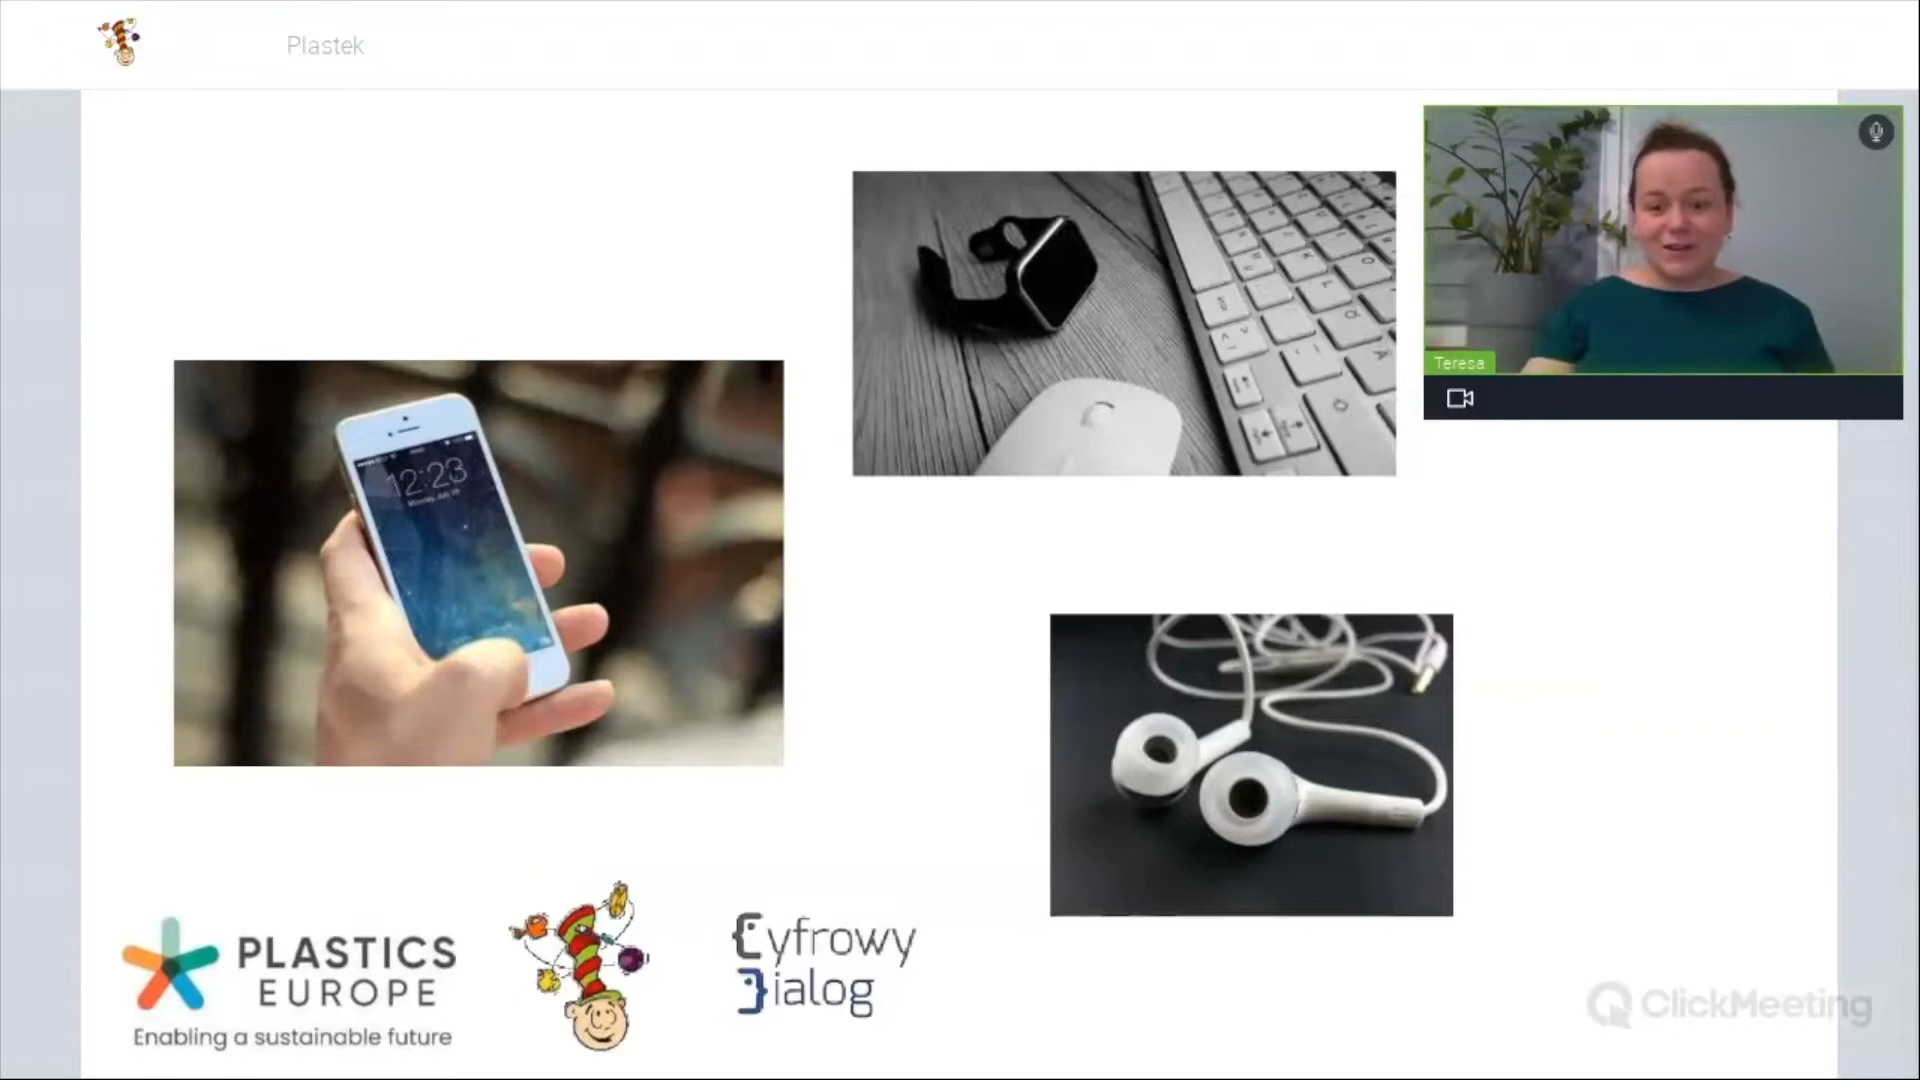 Plastek
Teresa
12:23
PLASTICS
EUROPE
Enabling a sustainable future
Cyfrowy
Dialog
ClickMeeting